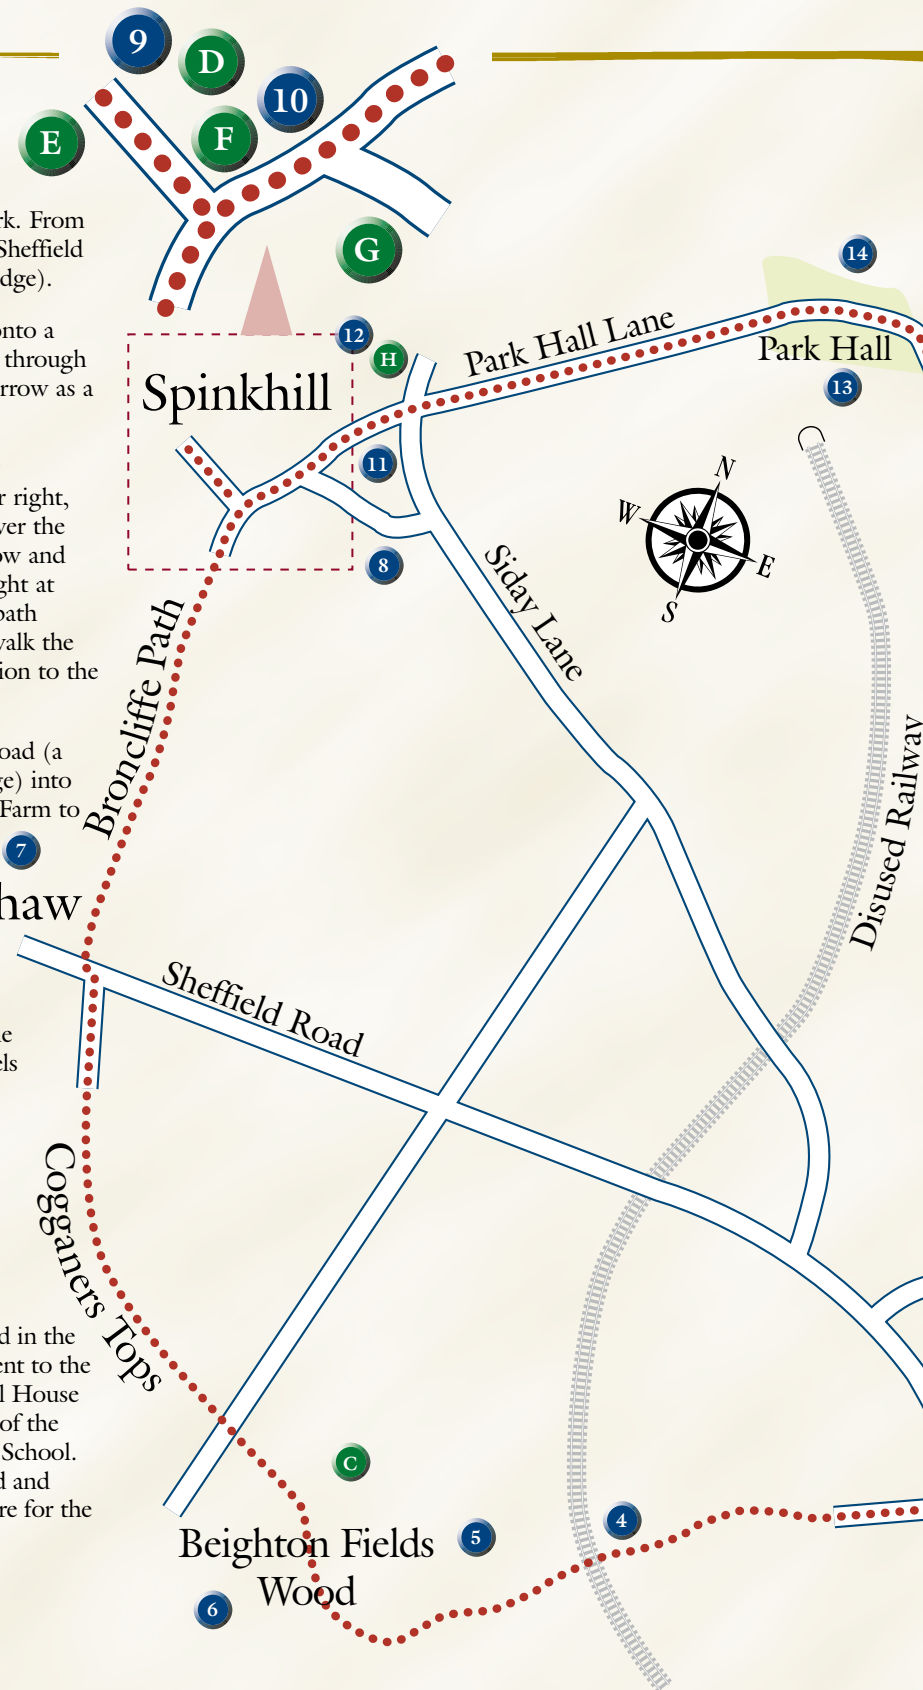 9
D
10
E
F
G
rk. From
Sheffield
dge).
onto a
through
rrow as a
r right,
ver the
ow and
ght at
path
walk the
ion to the
oad (a
ge) into
Farm to
7
haw
12
H
Spinkhill
Park Hall Lane
14
Park Hall
13
11
8
N
W
E
S
Siday Lane
Broncliffe Path
Disused Railway
Sheffield Road
le
els
Cogganers Tops
d in the
ent to the
l House
of the
School.
d and
re for the
C
4
5
Beighton Fields
Wood
6